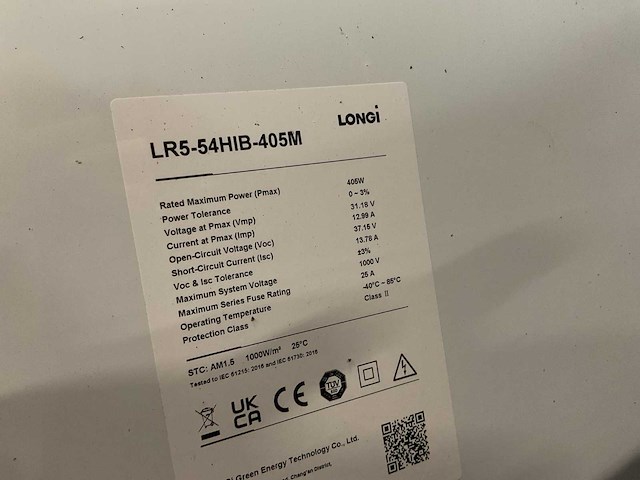 LONGi
LR5-54HIB-405M
Rated Maximum Power (Pmax) 405W
Power Tolerance 0 ~ 3%
Voltage at Pmax (Vmp) 31.18 V
Current at Pmax (Imp) 12.99 A
Open-Circuit Voltage (Voc) 37.15 V
Short-Circuit Current (Isc) 13.78 A
Voc & Isc Tolerance ±3%
Maximum System Voltage 1000 V
Maximum Series Fuse Rating 25 A
Operating Temperature -40°C ~ 85°C
Protection Class Class II
STC: AM1.5 1000W/m² 25°C
Tested to IEC 61215: 2016 and IEC 61730: 2016
UK
CA
CE
TÜV
Green Energy Technology Co., Ltd.
Chang'an District,